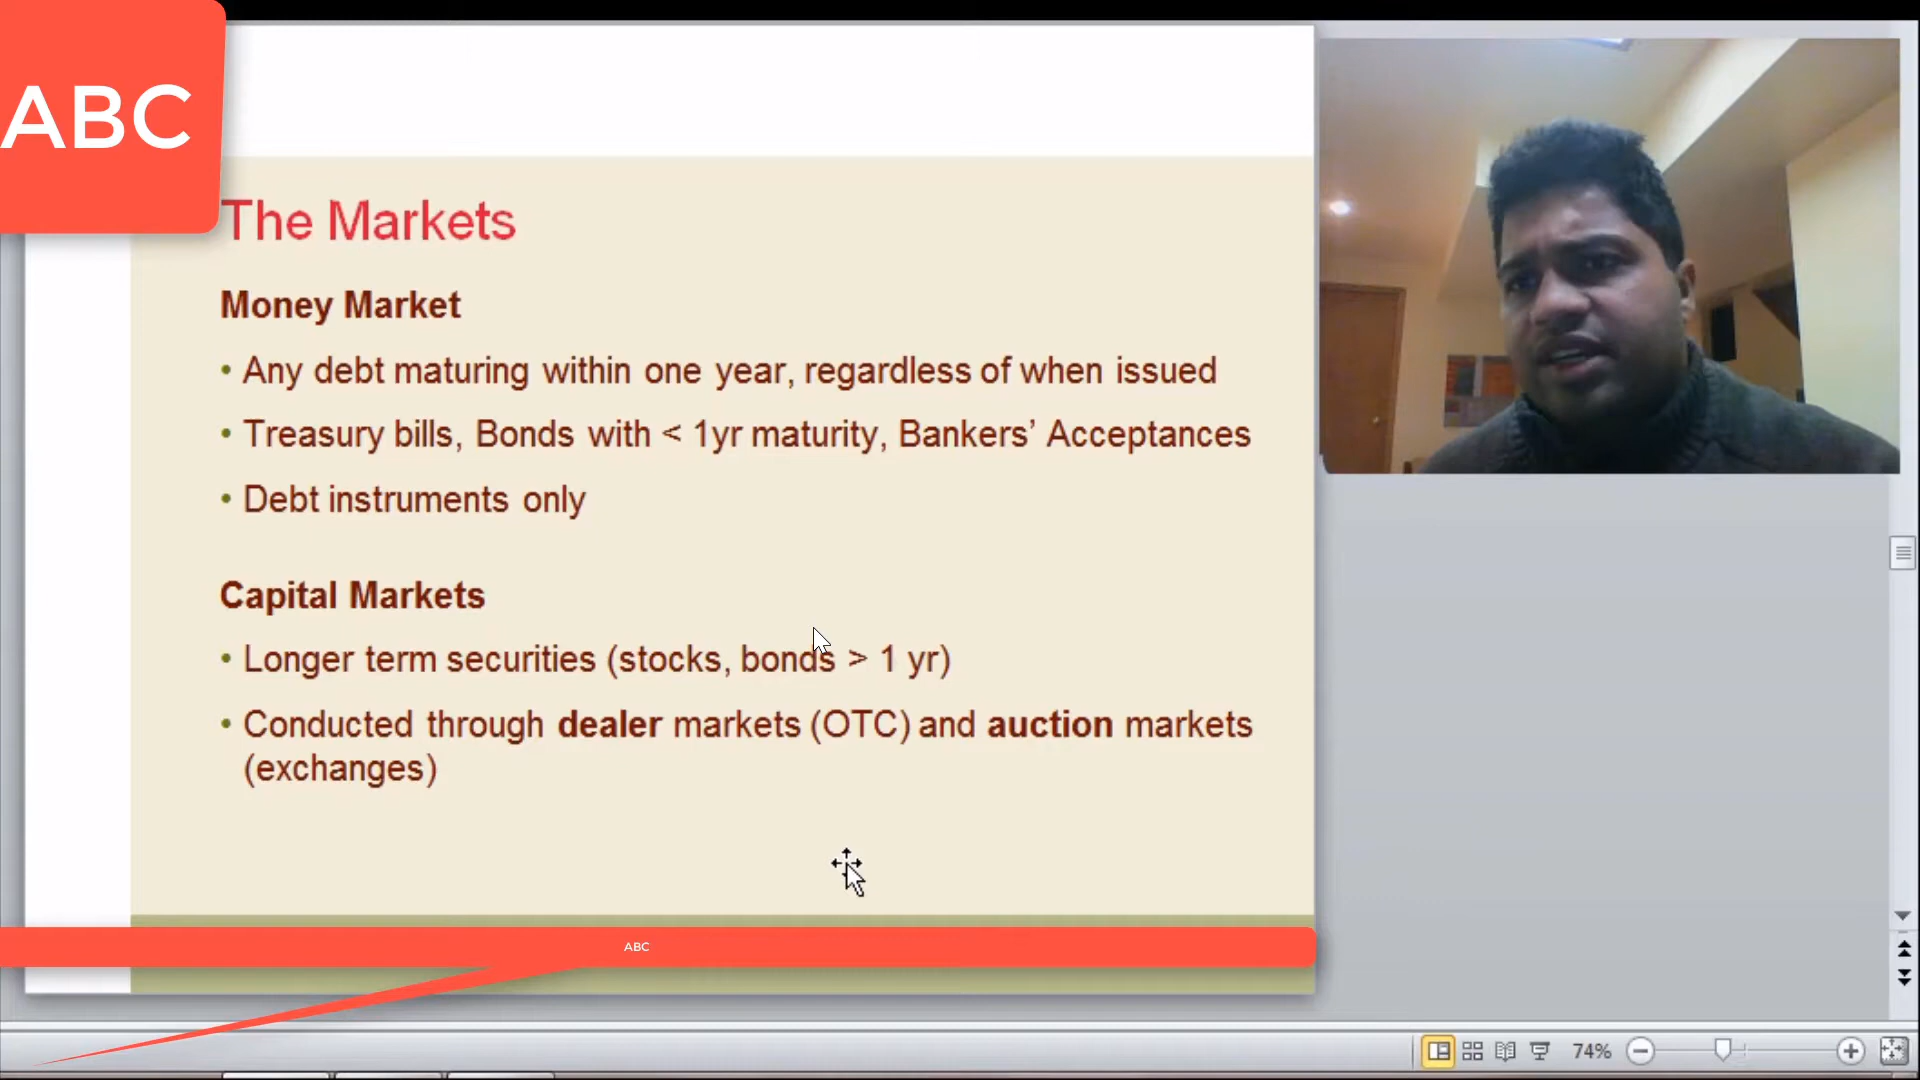 ABC
The Markets
Money Market
• Any debt maturing within one year, regardless of when issued
• Treasury bills, Bonds with < 1yr maturity, Bankers’ Acceptances
• Debt instruments only
Capital Markets
• Longer term securities (stocks, bonds > 1 yr)
• Conducted through dealer markets (OTC) and auction markets
(exchanges)
ABC
74%